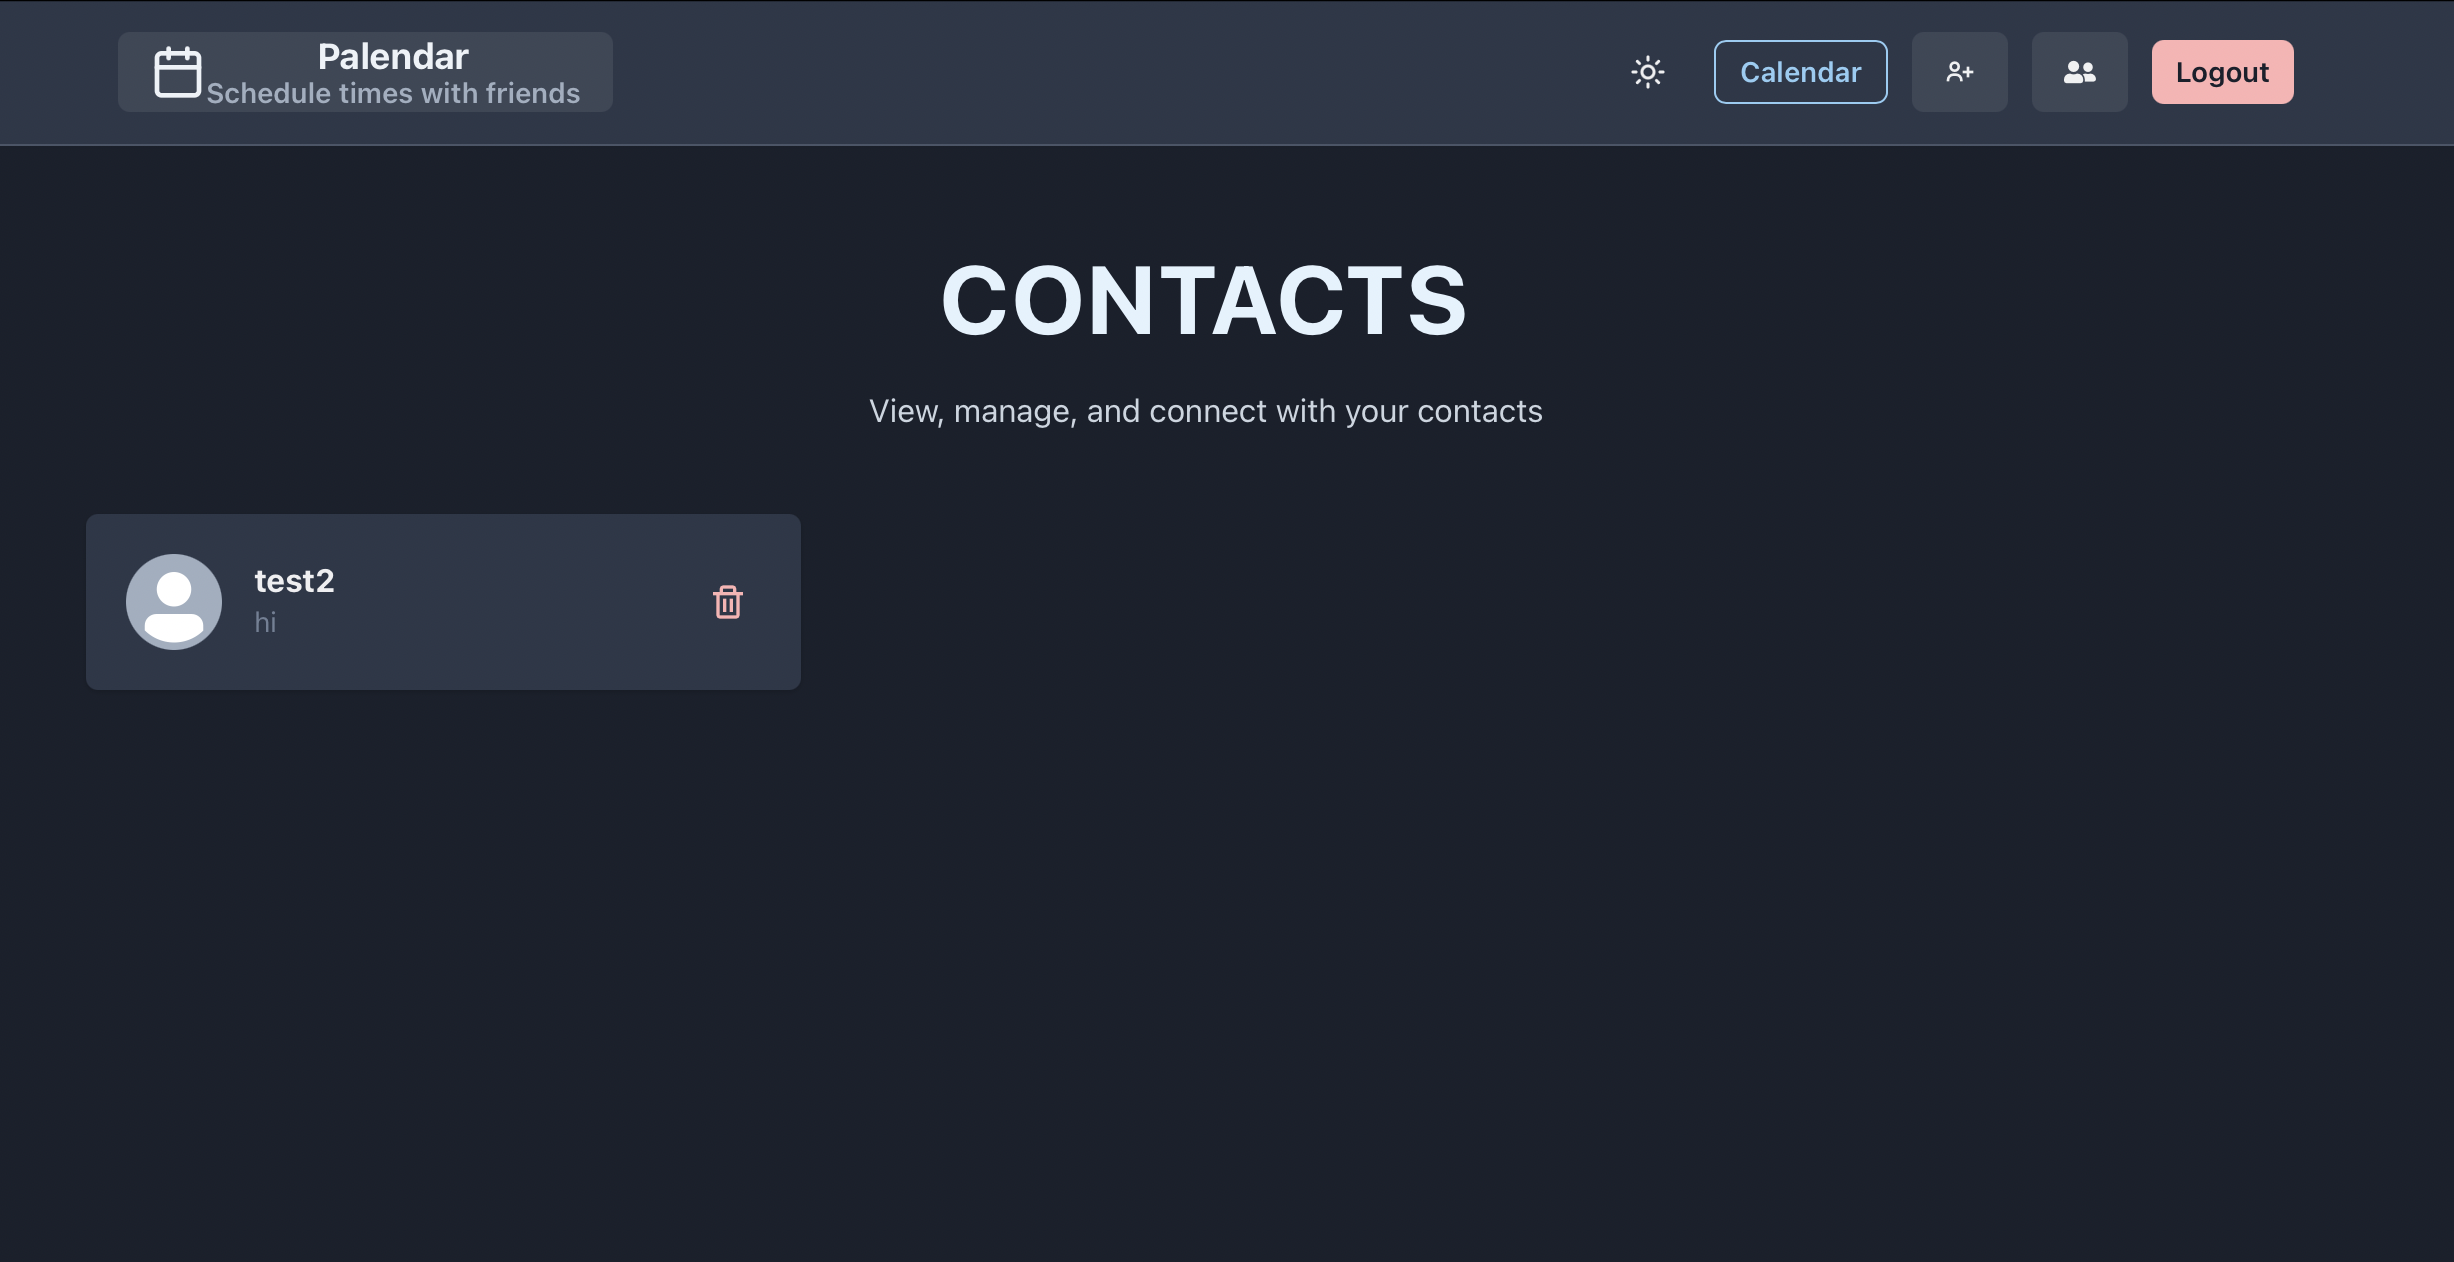 Palendar
Schedule times with friends
Calendar
Logout
CONTACTS
View, manage, and connect with your contacts
test2
hi